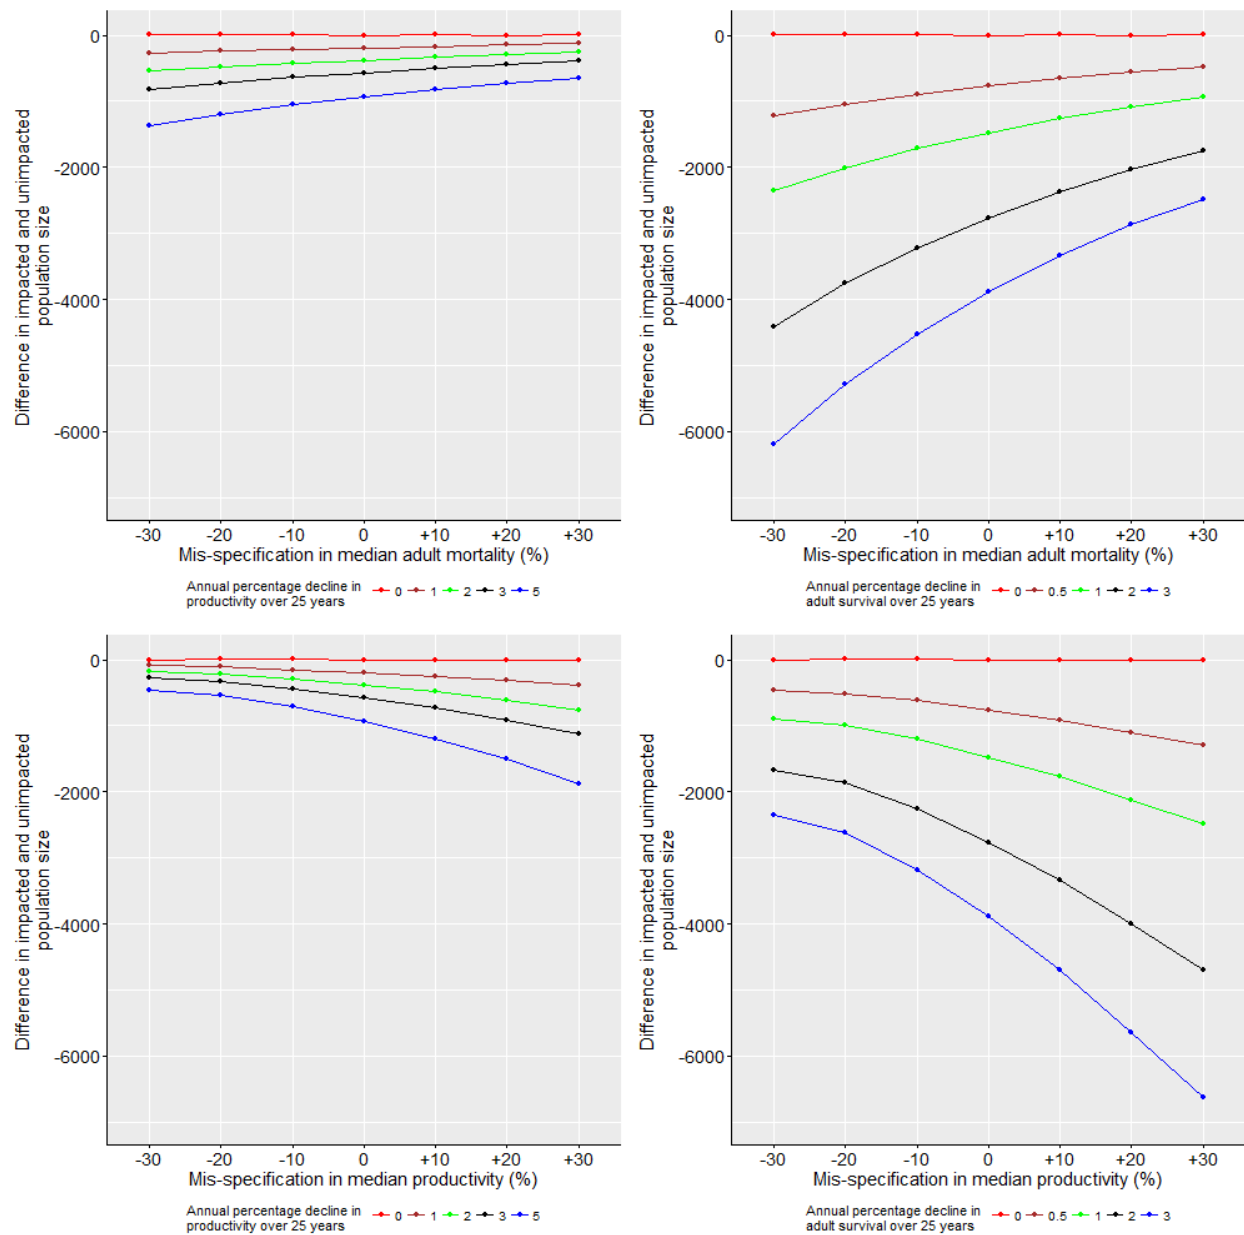 Difference in impacted and unimpacted
population size
0
-2000
-4000
-6000
-30 -20 -10 0 +10 +20 +30
Mis-specification in median adult mortality (%)
Annual percentage decline in
productivity over 25 years
0 1 2 3 5
Difference in impacted and unimpacted
population size
0
-2000
-4000
-6000
-30 -20 -10 0 +10 +20 +30
Mis-specification in median adult mortality (%)
Annual percentage decline in
adult survival over 25 years
0 0.5 1 2 3
Difference in impacted and unimpacted
population size
0
-2000
-4000
-6000
-30 -20 -10 0 +10 +20 +30
Mis-specification in median productivity (%)
Annual percentage decline in
productivity over 25 years
0 1 2 3 5
Difference in impacted and unimpacted
population size
0
-2000
-4000
-6000
-30 -20 -10 0 +10 +20 +30
Mis-specification in median productivity (%)
Annual percentage decline in
adult survival over 25 years
0 0.5 1 2 3